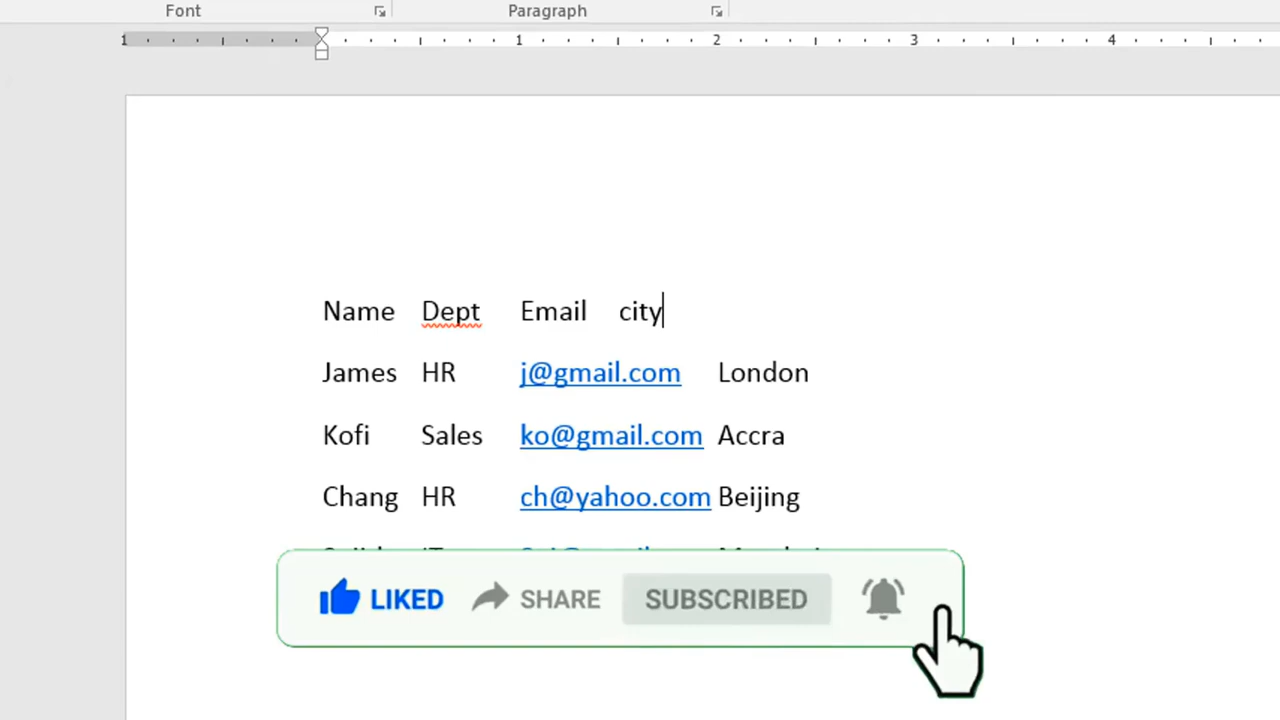 Font Paragraph
1 1 2 3 4
Name Dept Email city
James HR j@gmail.com London
Kofi Sales ko@gmail.com Accra
Chang HR ch@yahoo.com Beijing
LIKED SHARE SUBSCRIBED